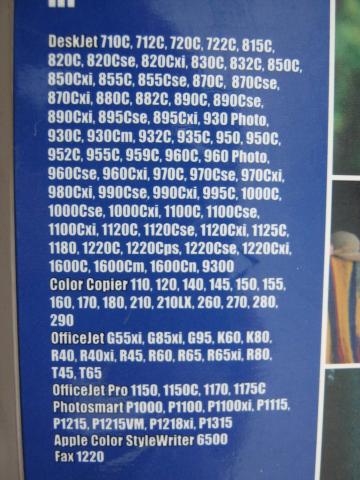 DeskJet 710C, 712C, 720C, 722C, 815C,
820C, 820Cse, 820Cxi, 830C, 832C, 850C,
850Cxi, 855C, 855Cse, 870C, 870Cse,
870Cxi, 880C, 882C, 890C, 890Cse,
890Cxi, 895Cse, 895Cxi, 930 Photo,
930C, 930Cm, 932C, 935C, 950, 950C,
952C, 955C, 959C, 960C, 960 Photo,
960Cse, 960Cxi, 970C, 970Cse, 970Cxi,
980Cxi, 990Cse, 990Cxi, 995C, 1000C,
1000Cse, 1000Cxi, 1100C, 1100Cse,
1100Cxi, 1120C, 1120Cse, 1120Cxi, 1125C,
1180, 1220C, 1220Cps, 1220Cse, 1220Cxi,
1600C, 1600Cm, 1600Cn, 9300
Color Copier 110, 120, 140, 145, 150, 155,
160, 170, 180, 210, 210LX, 260, 270, 280,
290
OfficeJet G55xi, G85xi, G95, K60, K80,
R40, R40xi, R45, R60, R65, R65xi, R80,
T45, T65
OfficeJet Pro 1150, 1150C, 1170, 1175C
Photosmart P1000, P1100, P1100xi, P1115,
P1215, P1215VM, P1218xi, P1315
Apple Color StyleWriter 6500
Fax 1220